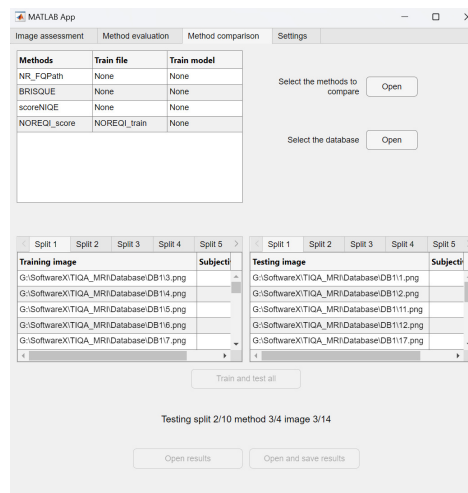 MATLAB App
Image assessment Method evaluation Method comparison Settings
Methods Train file Train model
NR_FQPath None None
BRISQUE None None
scoreNIQE None None
NOREQI_score NOREQI_train None
Select the methods to
compare
Open
Select the database Open
Split 1 Split 2 Split 3 Split 4 Split 5
Training image Subjecti
G:\SoftwareX\TIQA_MRI\Database\DB1\3.png
G:\SoftwareX\TIQA_MRI\Database\DB1\4.png
G:\SoftwareX\TIQA_MRI\Database\DB1\5.png
G:\SoftwareX\TIQA_MRI\Database\DB1\6.png
G:\SoftwareX\TIQA_MRI\Database\DB1\7.png
Split 1 Split 2 Split 3 Split 4 Split 5
Testing image Subjecti
G:\SoftwareX\TIQA_MRI\Database\DB1\1.png
G:\SoftwareX\TIQA_MRI\Database\DB1\2.png
G:\SoftwareX\TIQA_MRI\Database\DB1\11.png
G:\SoftwareX\TIQA_MRI\Database\DB1\12.png
G:\SoftwareX\TIQA_MRI\Database\DB1\17.png
Train and test all
Testing split 2/10 method 3/4 image 3/14
Open results Open and save results